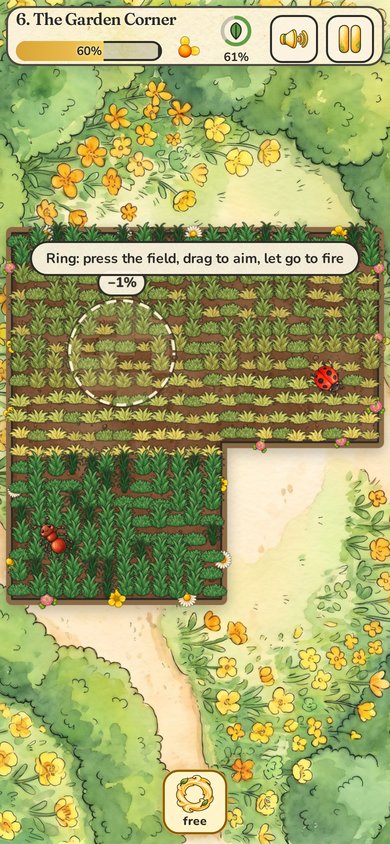 6. The Garden Corner
60%
61%
Ring: press the field, drag to aim, let go to fire
−1%
free